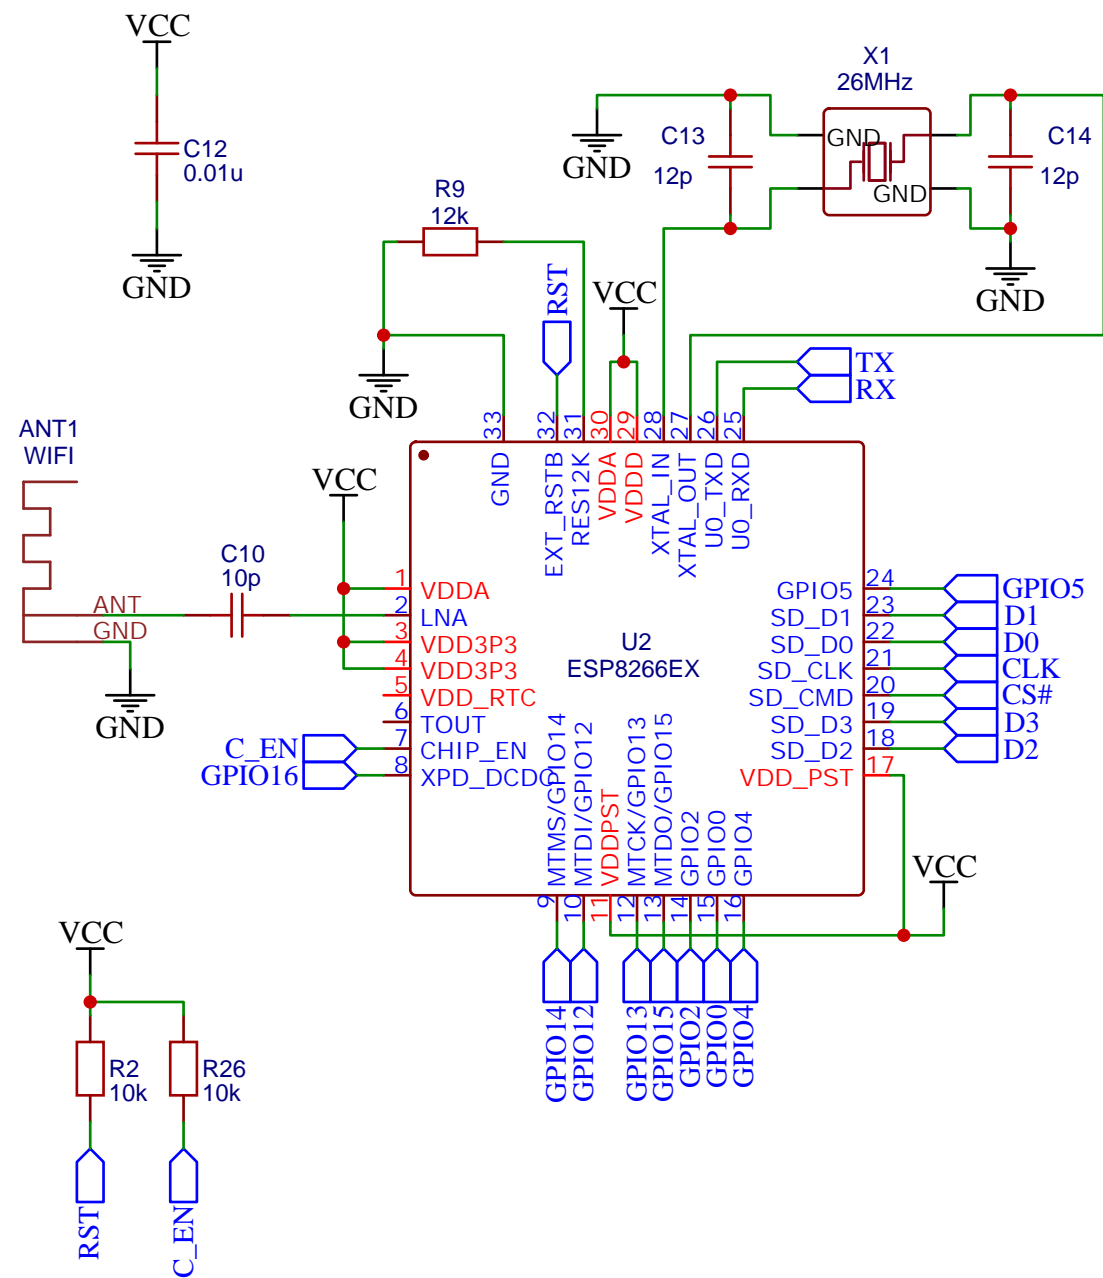 VCC
C12
0.01u
GND
X1
26MHz
GND
C13
12p
GND
GND
C14
12p
GND
R9
12k
GND
RST
VCC
TX
RX
ANT1
WIFI
ANT
GND
GND
C10
10p
VCC
33
32
31
30
29
28
27
26
25
GND
EXT_RSTB
RES12K
VDDA
VDDD
XTAL_IN
XTAL_OUT
U0_TXD
U0_RXD
1 VDDA
2 LNA
3 VDD3P3
4 VDD3P3
5 VDD_RTC
6 TOUT
C_EN 7 CHIP_EN
GPIO16 8 XPD_DCDC
U2
ESP8266EX
GPIO5 24 GPIO5
SD_D1 23 D1
SD_D0 22 D0
SD_CLK 21 CLK
SD_CMD 20 CS#
SD_D3 19 D3
SD_D2 18 D2
VDD_PST 17
MTMS/GPIO14
MTDI/GPIO12
VDDPST
MTCK/GPIO13
MTDO/GPIO15
GPIO2
GPIO0
GPIO4
9
10
11
12
13
14
15
16
VCC
GPIO14
GPIO12
GPIO13
GPIO15
GPIO2
GPIO0
GPIO4
VCC
R2
10k
R26
10k
RST
C_EN